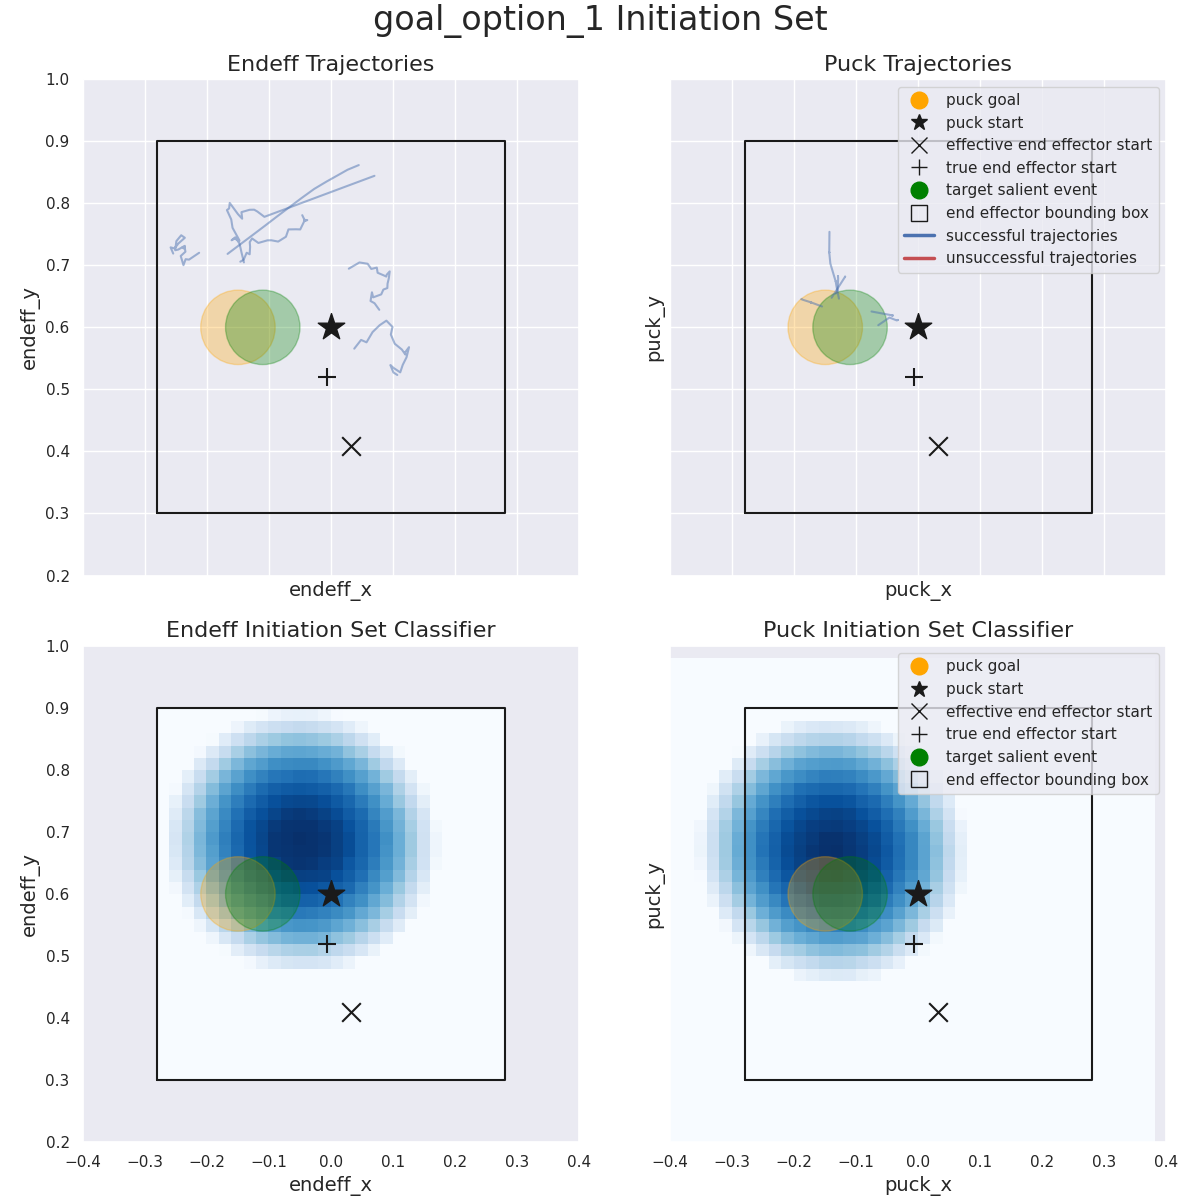 goal_option_1 Initiation Set
Endeff Trajectories
Puck Trajectories
1.0
0.9
0.8
0.7
0.6
0.5
0.4
0.3
0.2
endeff_y
endeff_x
puck_y
puck_x
puck goal
puck start
effective end effector start
true end effector start
target salient event
end effector bounding box
successful trajectories
unsuccessful trajectories
Endeff Initiation Set Classifier
Puck Initiation Set Classifier
1.0
0.9
0.8
0.7
0.6
0.5
0.4
0.3
0.2
endeff_y
−0.4 −0.3 −0.2 −0.1 0.0 0.1 0.2 0.3 0.4
endeff_x
puck_y
puck goal
puck start
effective end effector start
true end effector start
target salient event
end effector bounding box
−0.4 −0.3 −0.2 −0.1 0.0 0.1 0.2 0.3 0.4
puck_x